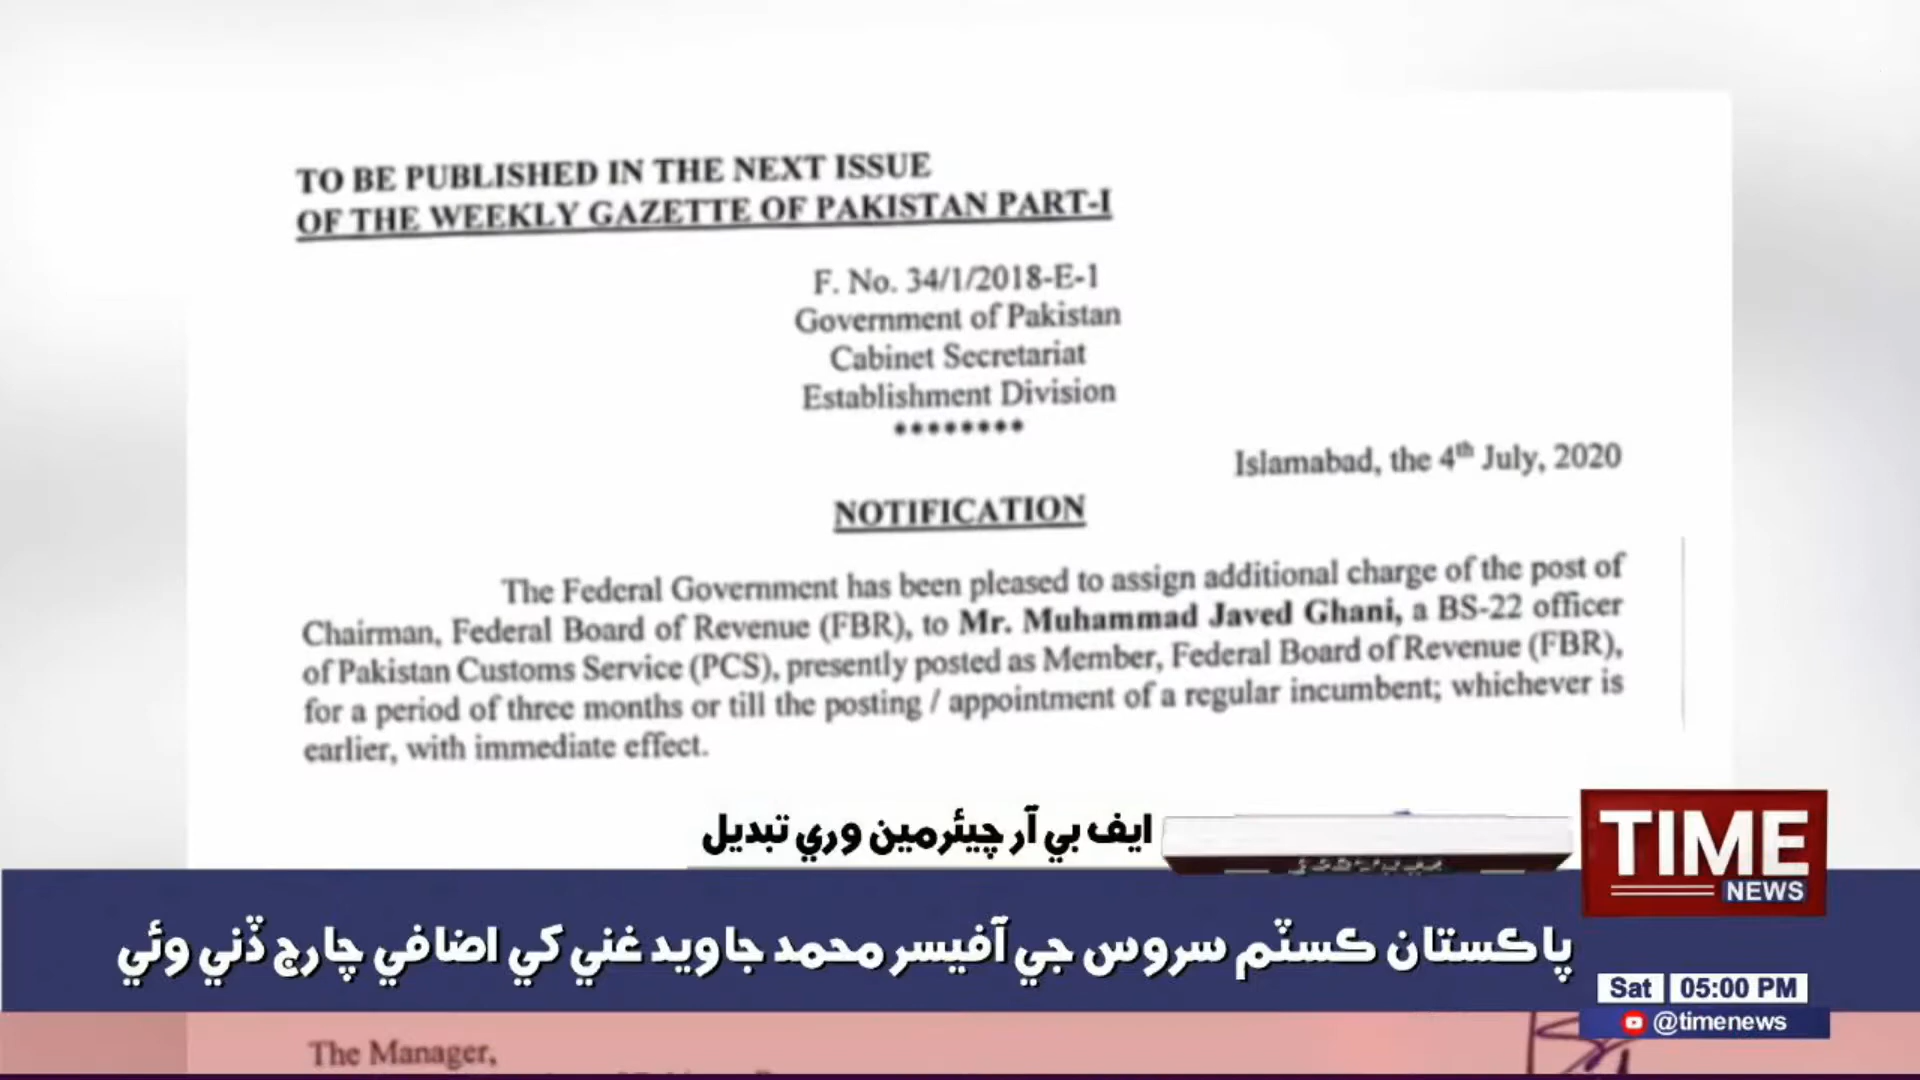 TO BE PUBLISHED IN THE NEXT ISSUE
OF THE WEEKLY GAZETTE OF PAKISTAN PART-I
F. No. 34/1/2018-E-1
Government of Pakistan
Cabinet Secretariat
Establishment Division
********
Islamabad, the 4th July, 2020
NOTIFICATION
The Federal Government has been pleased to assign additional charge of the post of
Chairman, Federal Board of Revenue (FBR), to Mr. Muhammad Javed Ghani, a BS-22 officer
of Pakistan Customs Service (PCS), presently posted as Member, Federal Board of Revenue (FBR),
for a period of three months or till the posting / appointment of a regular incumbent; whichever is
earlier, with immediate effect.
ايف بي آر چيئرمين وري تبديل
TIME
NEWS
پاڪستان ڪسٽم سروس جي آفيسر محمد جاويد غني کي اضافي چارج ڏني وئي
Sat 05:00 PM
@timenews
The Manager,